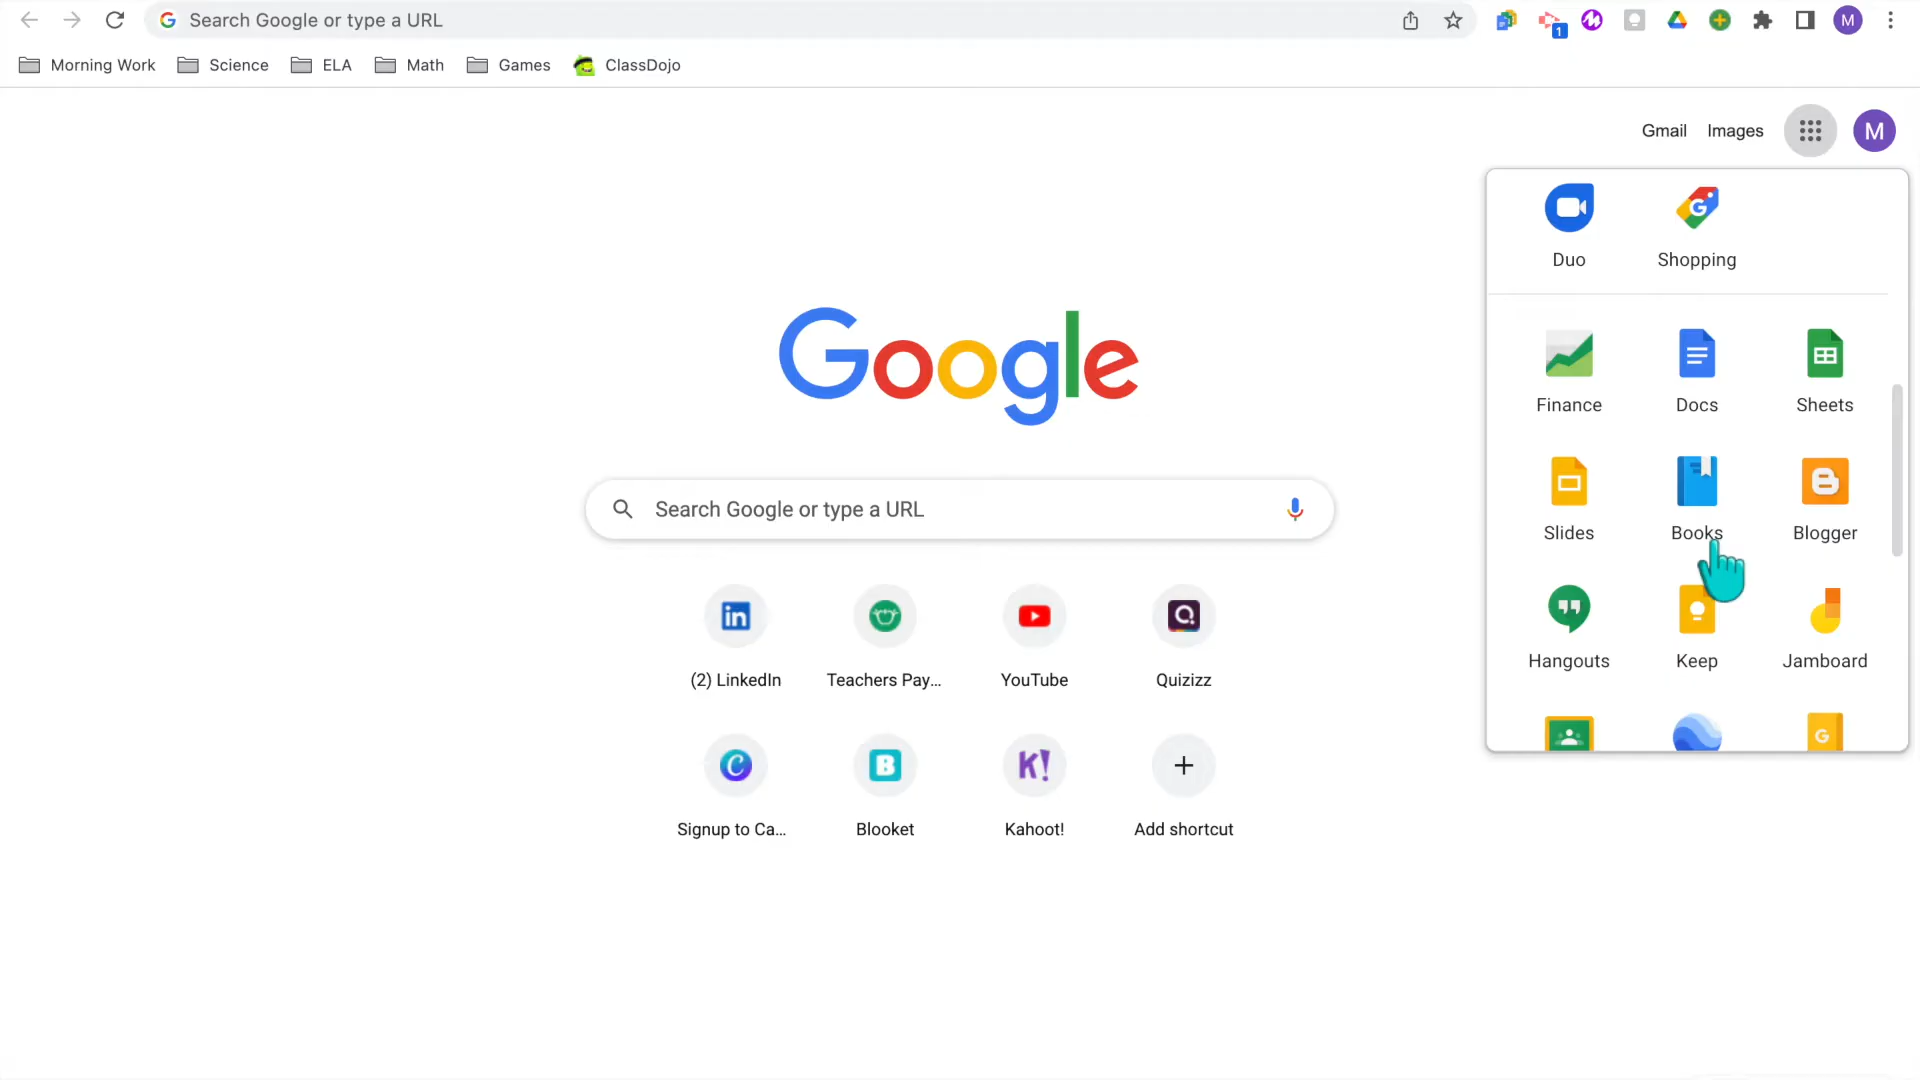 Search Google or type a URL
1
M
Morning Work
Science
ELA
Math
Games
ClassDojo
Gmail
Images
M
Duo
Shopping
Google
Finance
Docs
Sheets
Search Google or type a URL
Slides
Books
Blogger
(2) LinkedIn
Teachers Pay...
YouTube
Quizizz
Hangouts
Keep
Jamboard
Signup to Ca...
Blooket
Kahoot!
Add shortcut